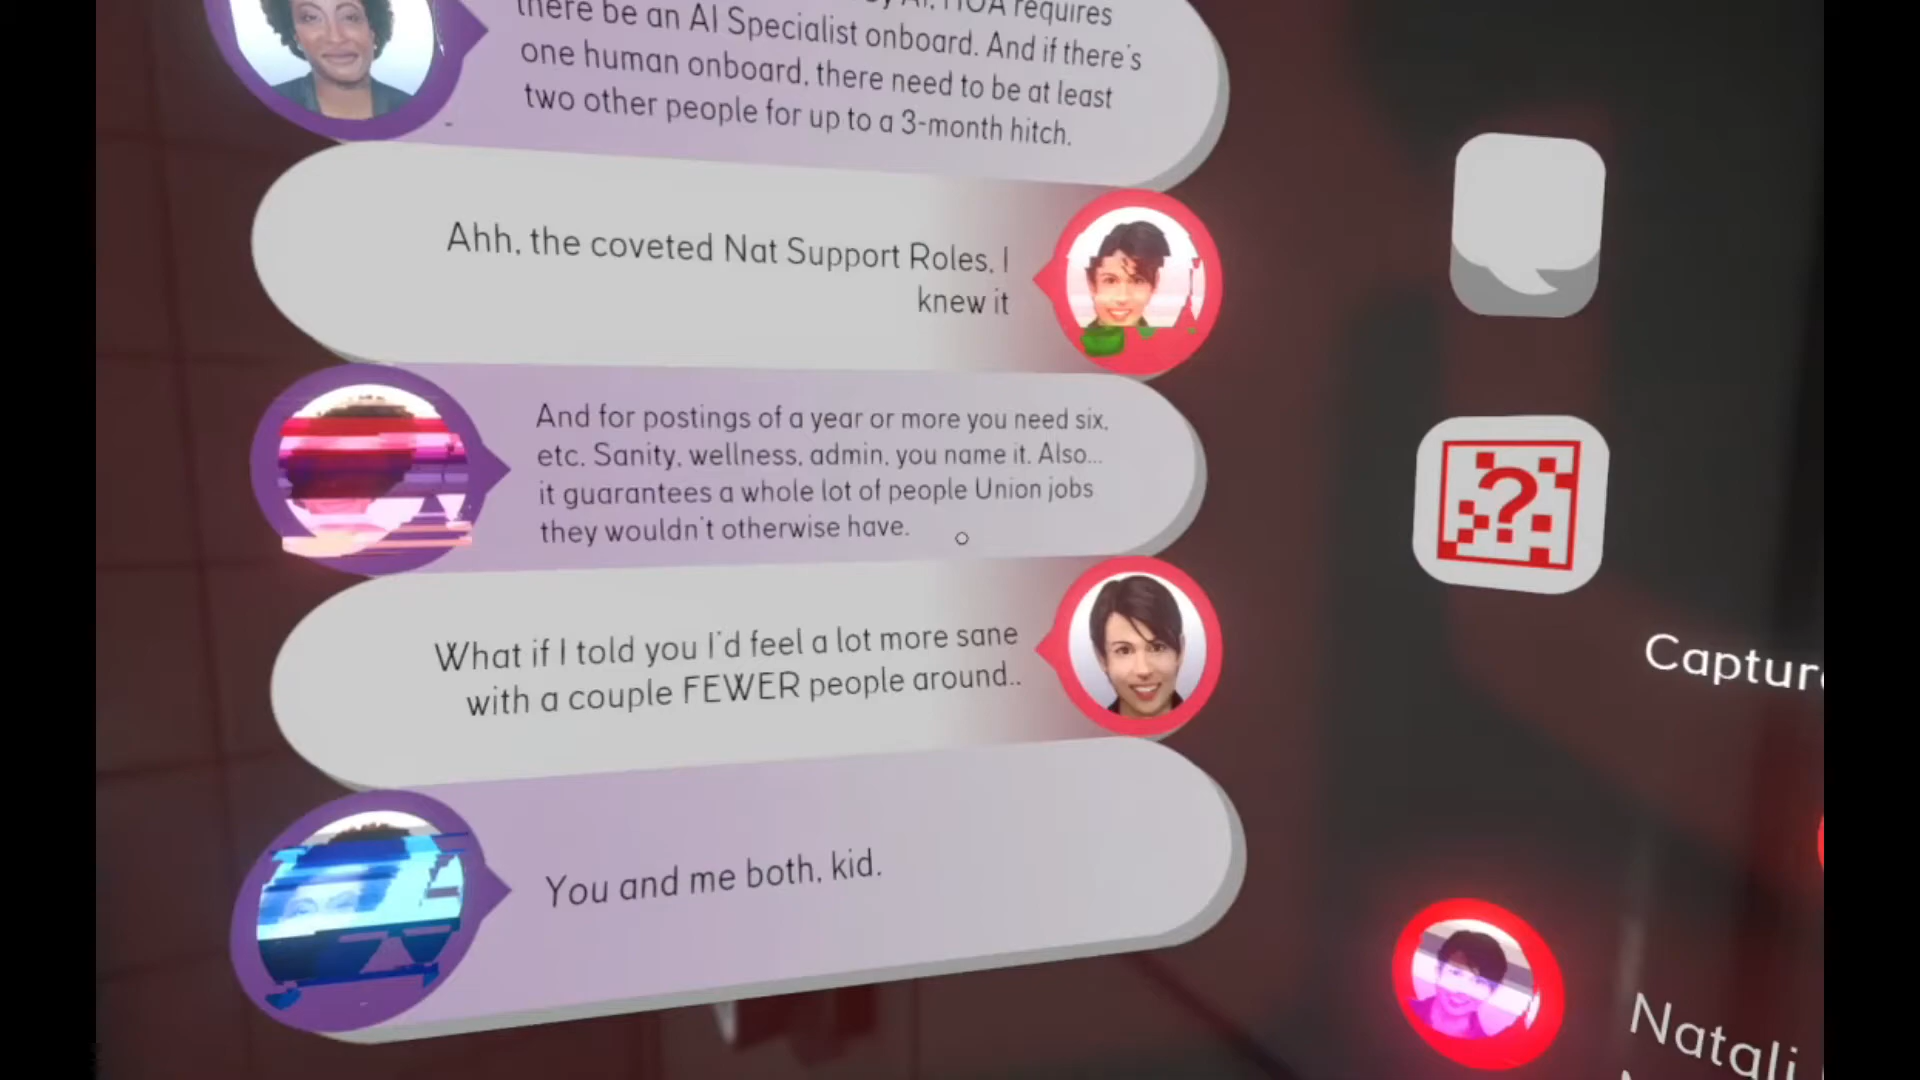 AI. HOA requires
there be an AI Specialist onboard. And if there's
one human onboard, there need to be at least
two other people for up to a 3-month hitch.
Ahh, the coveted Nat Support Roles. I
knew it
And for postings of a year or more you need six,
etc. Sanity, wellness, admin, you name it. Also...
it guarantees a whole lot of people Union jobs
they wouldn't otherwise have.
What if I told you I'd feel a lot more sane
with a couple FEWER people around..
You and me both, kid.
?
Captur
Natali